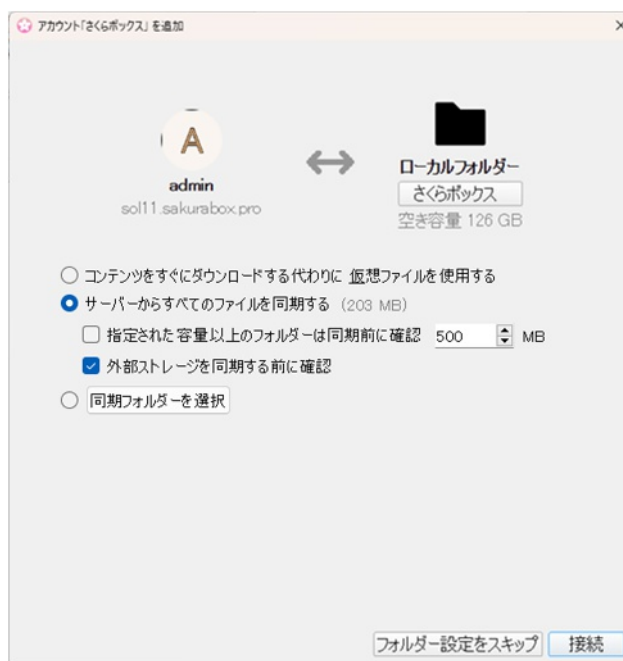 アカウント「さくらボックス」を追加
A
admin
sol11.sakurabox.pro
ローカルフォルダー
さくらボックス
空き容量 126 GB
コンテンツをすぐにダウンロードする代わりに 仮想ファイルを使用する
サーバーからすべてのファイルを同期する (203 MB)
指定された容量以上のフォルダーは同期前に確認 500 MB
外部ストレージを同期する前に確認
同期フォルダーを選択
フォルダー設定をスキップ 接続